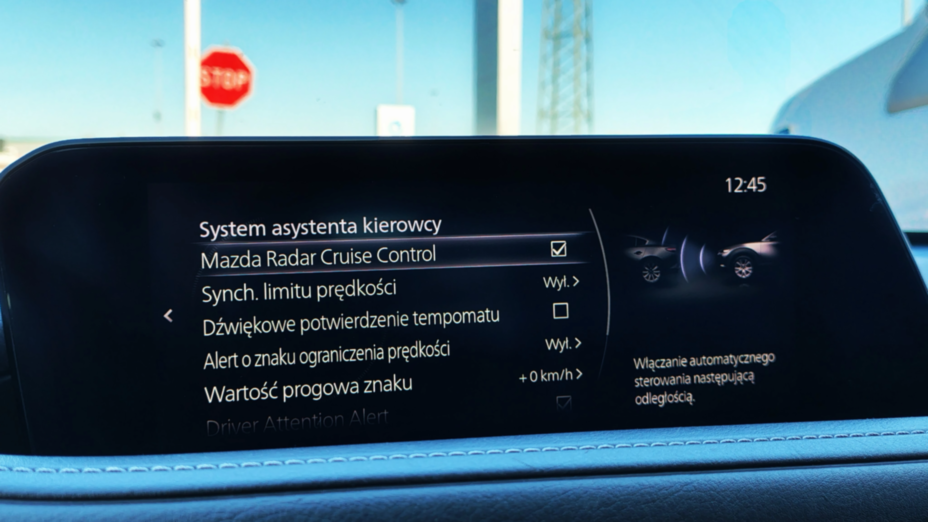 STOP
12:45
System asystenta kierowcy
Mazda Radar Cruise Control
Synch. limitu prędkości Wył. >
Dźwiękowe potwierdzenie tempomatu
Alert o znaku ograniczenia prędkości Wył. >
Wartość progowa znaku + 0 km/h >
Driver Attention Alert
Włączanie automatycznego
sterowania następującą
odległością.